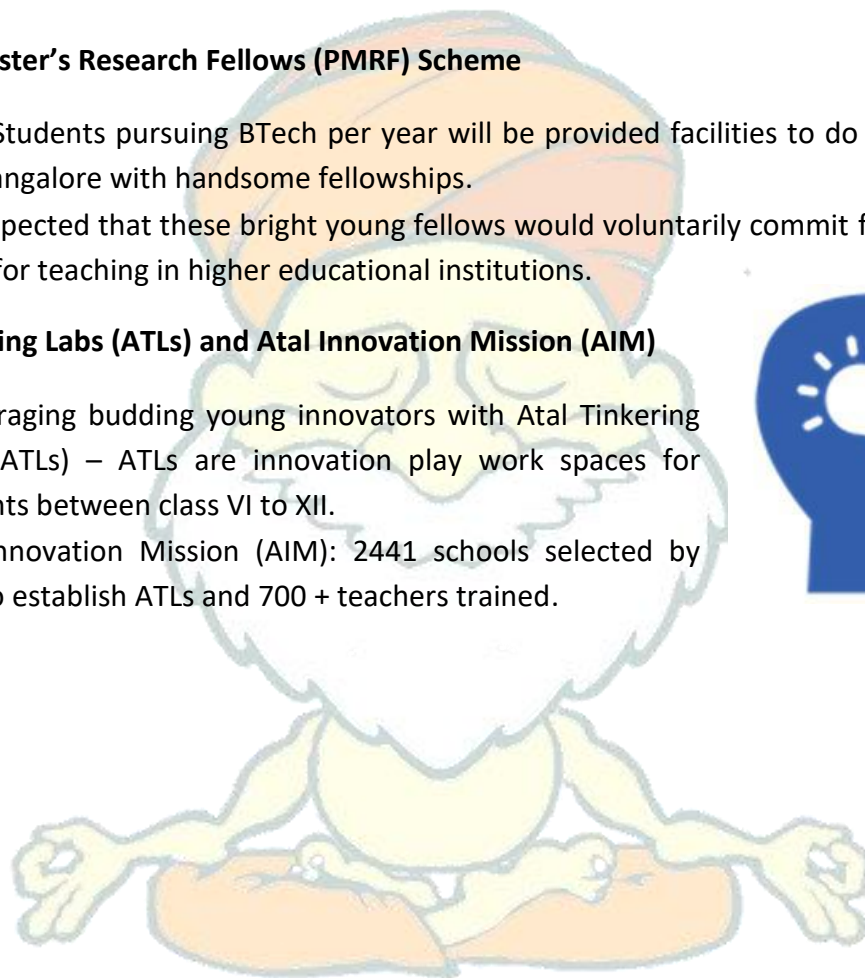 ster’s Research Fellows (PMRF) Scheme
Students pursuing BTech per year will be provided facilities to do
angalore with handsome fellowships.
pected that these bright young fellows would voluntarily commit f
for teaching in higher educational institutions.
ing Labs (ATLs) and Atal Innovation Mission (AIM)
raging budding young innovators with Atal Tinkering
ATLs) – ATLs are innovation play work spaces for
nts between class VI to XII.
nnovation Mission (AIM): 2441 schools selected by
o establish ATLs and 700 + teachers trained.